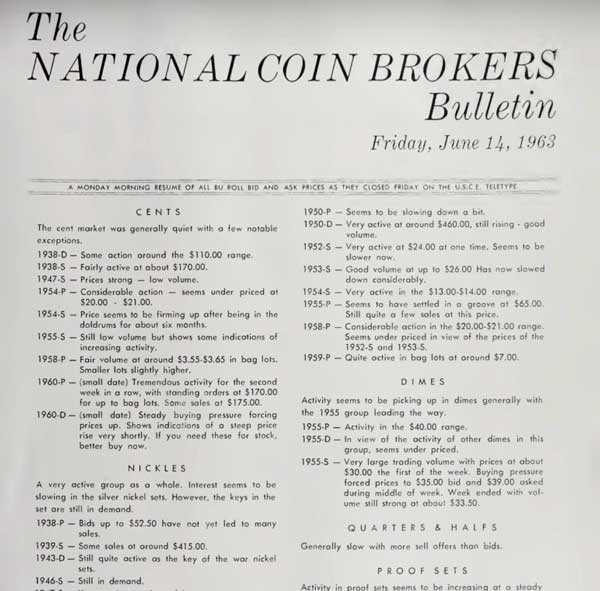 The
NATIONAL COIN BROKERS
Bulletin
Friday, June 14, 1963
A MONDAY MORNING RESUME OF ALL BU ROLL BID AND ASK PRICES AS THEY CLOSED FRIDAY ON THE U.S.C.E. TELETYPE
CENTS
The cent market was generally quiet with a few notable
exceptions.
1938-D — Some action around the $110.00 range.
1938-S — Fairly active at about $170.00.
1947-S — Prices strong — low volume.
1954-P — Considerable action — seems under priced at
$20.00 - $21.00.
1954-S — Price seems to be firming up after being in the
doldrums for about six months.
1955-S — Still low volume but shows some indications of
increasing activity.
1958-P — Fair volume at around $3.55-$3.65 in bag lots.
Smaller lots slightly higher.
1960-P — (small date) Tremendous activity for the second
week in a row, with standing orders at $170.00
for up to bag lots. Some sales at $175.00.
1960-D — (small date) Steady buying pressure forcing
prices up. Shows indications of a steep price
rise very shortly. If you need these for stock,
better buy now.
NICKLES
A very active group as a whole. Interest seems to be
slowing in the silver nickel sets. However, the keys in the
set are still in demand.
1938-P — Bids up to $52.50 have not yet led to many
sales.
1939-S — Some sales at around $415.00.
1943-D — Still quite active as the key of the war nickel
sets.
1946-S — Still in demand.
1950-P — Seems to be slowing down a bit.
1950-D — Very active at around $460.00, still rising - good
volume.
1952-S — Very active at $24.00 at one time. Seems to be
slower now.
1953-S — Good volume at up to $26.00 Has now slowed
down considerably.
1954-S — Very active in the $13.00-$14.00 range.
1955-P — Seems to have settled in a groove at $65.00.
Still quite a few sales at this price.
1958-P — Considerable action in the $20.00-$21.00 range.
Seems under priced in view of the prices of the
1952-S and 1953-S.
1959-P — Quite active in bag lots at around $7.00.
DIMES
Activity seems to be picking up in dimes generally with
the 1955 group leading the way.
1955-P — Activity in the $40.00 range.
1955-D — In view of the activity of other dimes in this
group, seems under priced.
1955-S — Very large trading volume with prices at about
$30.00 the first of the week. Buying pressure
forced prices to $35.00 bid and $39.00 asked
during middle of week. Week ended with vol-
ume still strong at about $33.50.
QUARTERS & HALFS
Generally slow with more sell offers than bids.
PROOF SETS
Activity in proof sets seems to be increasing at a steady